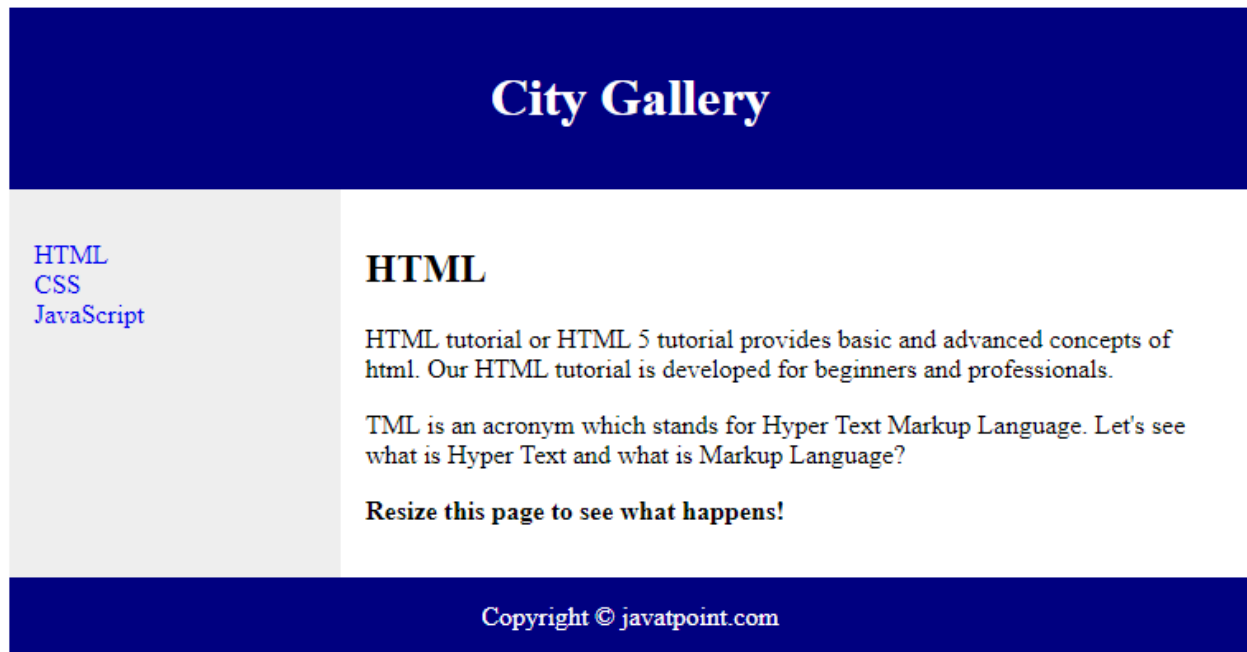 City Gallery
HTML
CSS
JavaScript
HTML
HTML tutorial or HTML 5 tutorial provides basic and advanced concepts of
html. Our HTML tutorial is developed for beginners and professionals.
TML is an acronym which stands for Hyper Text Markup Language. Let's see
what is Hyper Text and what is Markup Language?
Resize this page to see what happens!
Copyright © javatpoint.com